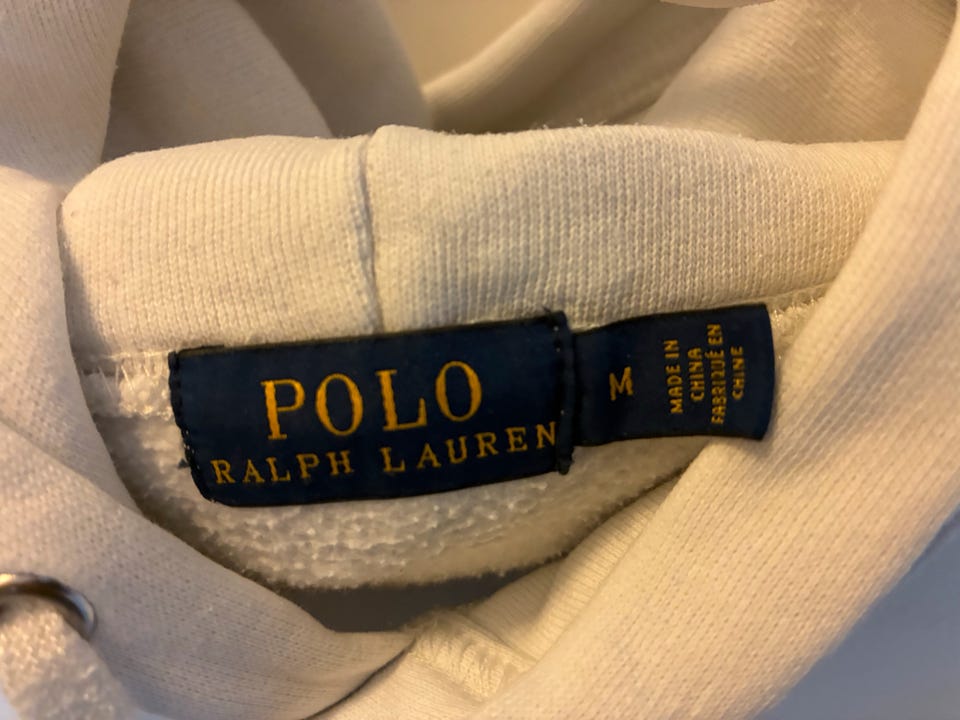 POLO
RALPH LAUREN
M
MADE IN
CHINA
FABRIQUÉ EN
CHINE